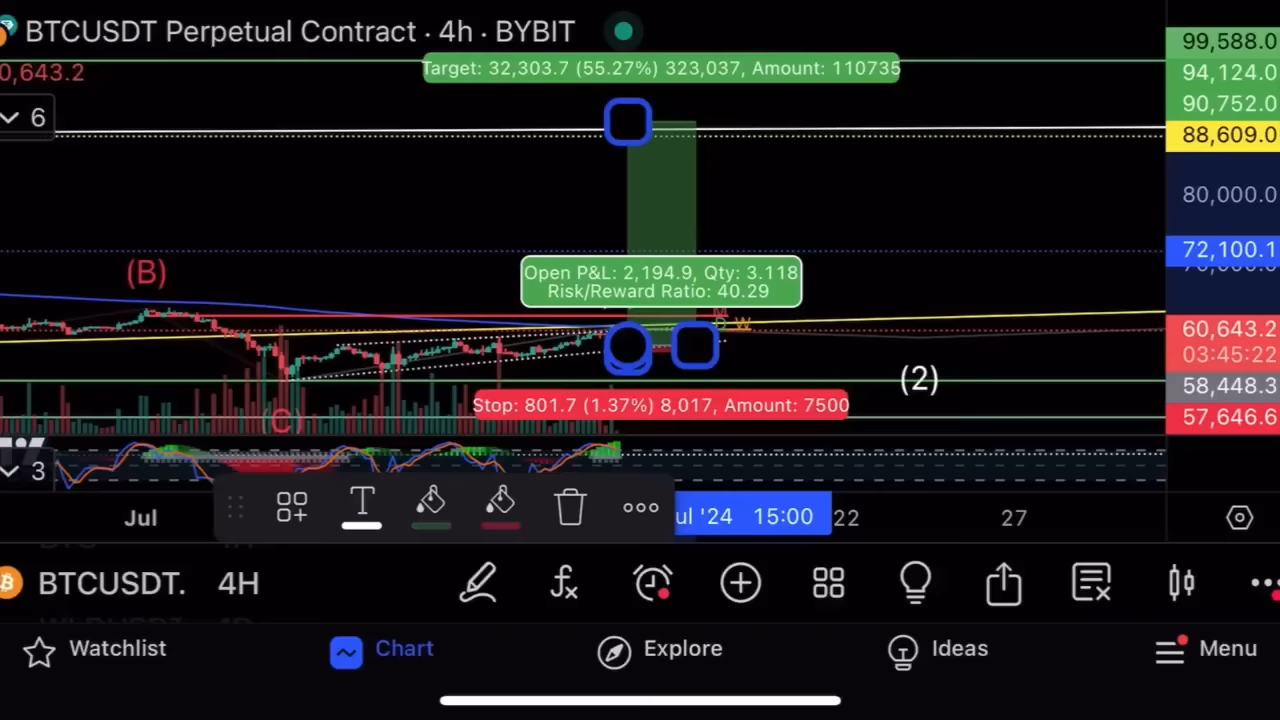 BTCUSDT Perpetual Contract · 4h · BYBIT
0,643.2
Target: 32,303.7 (55.27%) 323,037, Amount: 110735
6
99,588.0
94,124.0
90,752.0
88,609.0
80,000.0
72,100.1
(B)
Open P&L: 2,194.9, Qty: 3.118
Risk/Reward Ratio: 40.29
M
D W
60,643.2
03:45:22
58,448.3
57,646.6
(2)
Stop: 801.7 (1.37%) 8,017, Amount: 7500
(C)
3
Jul
T
ul '24 15:00
22
27
BTCUSDT. 4H
Watchlist
Chart
Explore
Ideas
Menu